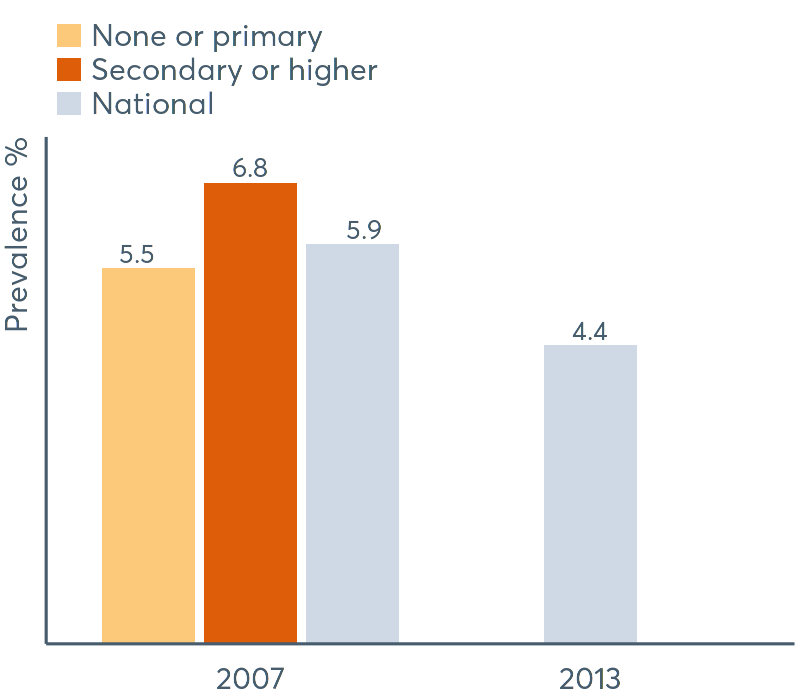 None or primary
Secondary or higher
National
Prevalence %
5.5
6.8
5.9
4.4
2007
2013